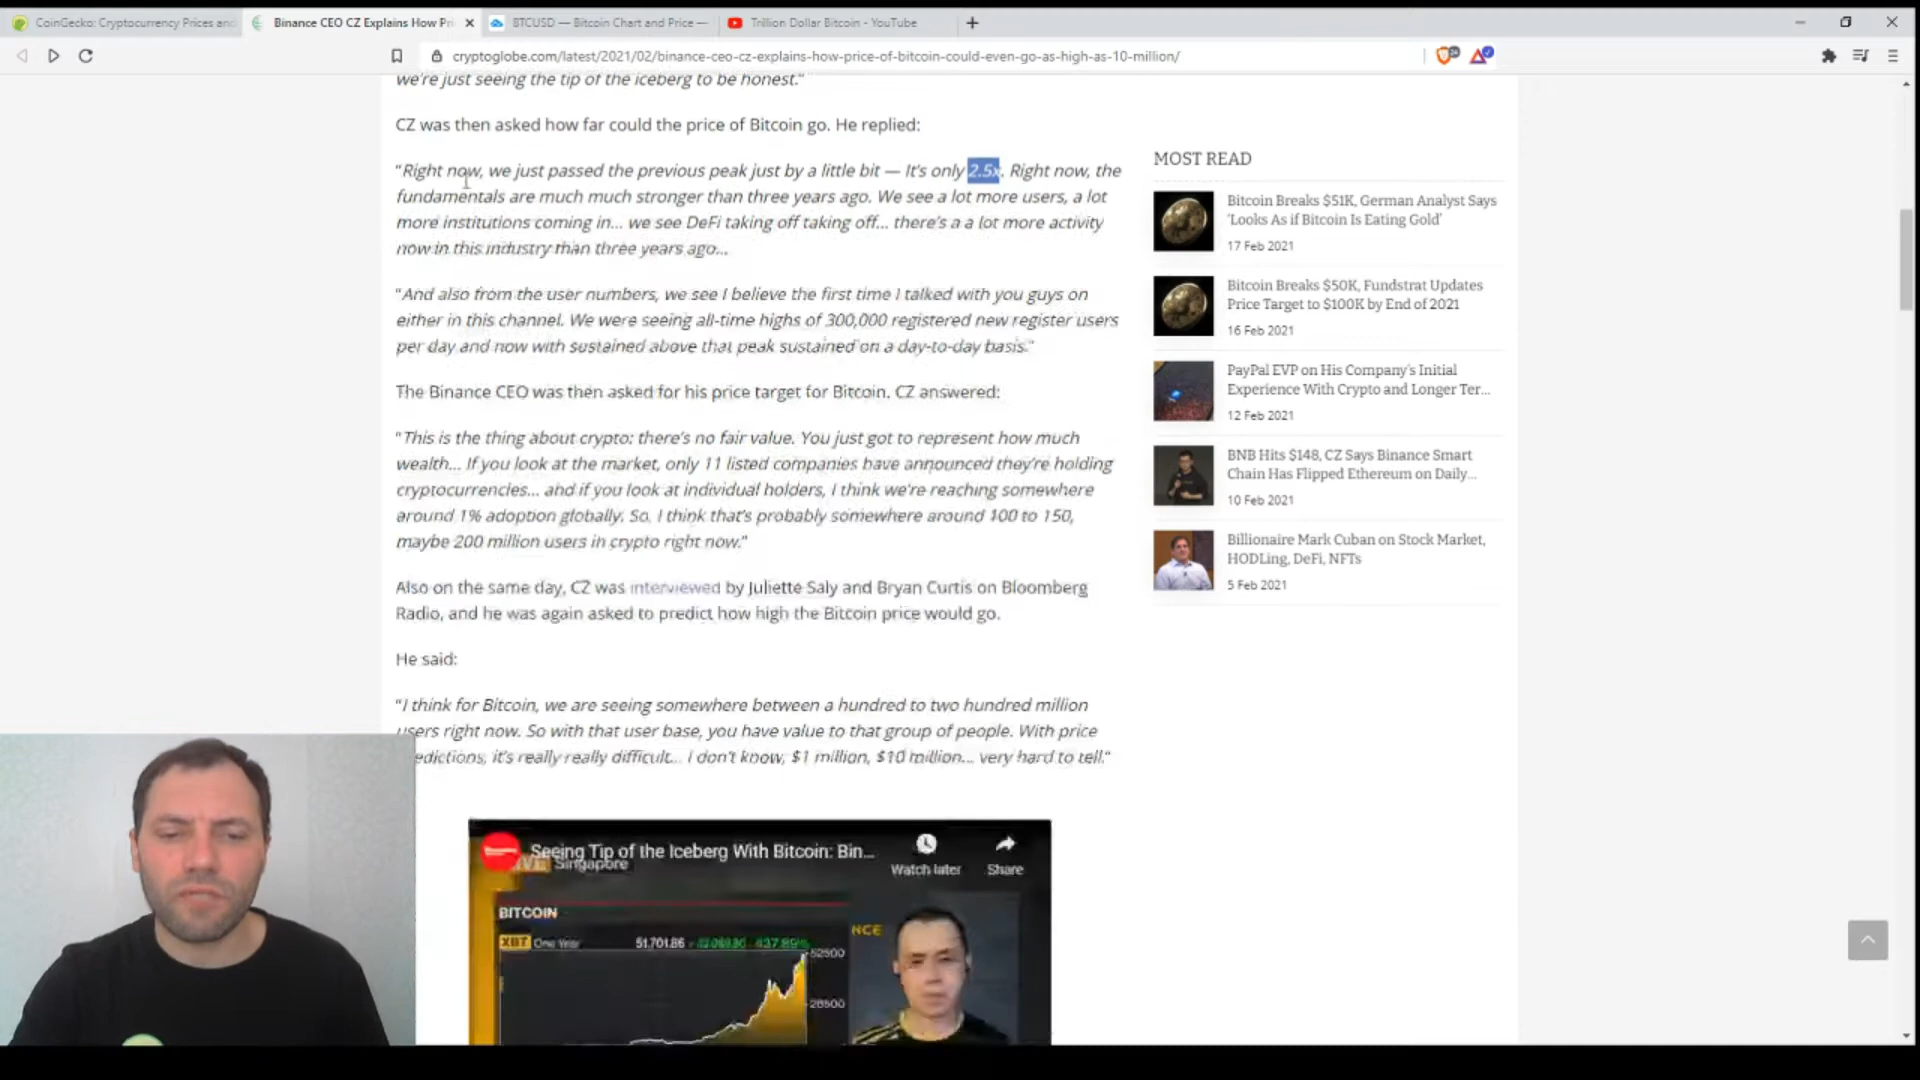 CoinGecko: Cryptocurrency Prices and
Binance CEO CZ Explains How Pri
BTCUSD — Bitcoin Chart and Price —
Trillion Dollar Bitcoin - YouTube
cryptoglobe.com/latest/2021/02/binance-ceo-cz-explains-how-price-of-bitcoin-could-even-go-as-high-as-10-million/
we're just seeing the tip of the iceberg to be honest."
CZ was then asked how far could the price of Bitcoin go. He replied:
"Right now, we just passed the previous peak just by a little bit — It's only 2.5x. Right now, the
fundamentals are much much stronger than three years ago. We see a lot more users, a lot
more institutions coming in... we see DeFi taking off taking off... there's a a lot more activity
now in this industry than three years ago...
"And also from the user numbers, we see I believe the first time I talked with you guys on
either in this channel. We were seeing all-time highs of 300,000 registered new register users
per day and now with sustained above that peak sustained on a day-to-day basis."
The Binance CEO was then asked for his price target for Bitcoin. CZ answered:
"This is the thing about crypto: there's no fair value. You just got to represent how much
wealth... If you look at the market, only 11 listed companies have announced they're holding
cryptocurrencies... and if you look at individual holders, I think we're reaching somewhere
around 1% adoption globally. So, I think that's probably somewhere around 100 to 150,
maybe 200 million users in crypto right now."
Also on the same day, CZ was interviewed by Juliette Saly and Bryan Curtis on Bloomberg
Radio, and he was again asked to predict how high the Bitcoin price would go.
He said:
"I think for Bitcoin, we are seeing somewhere between a hundred to two hundred million
users right now. So with that user base, you have value to that group of people. With price
edictions, it's really really difficult... I don't know, $1 million, $10 million... very hard to tell."
MOST READ
Bitcoin Breaks $51K, German Analyst Says
'Looks As if Bitcoin Is Eating Gold'
17 Feb 2021
Bitcoin Breaks $50K, Fundstrat Updates
Price Target to $100K by End of 2021
16 Feb 2021
PayPal EVP on His Company's Initial
Experience With Crypto and Longer Ter...
12 Feb 2021
BNB Hits $148, CZ Says Binance Smart
Chain Has Flipped Ethereum on Daily...
10 Feb 2021
Billionaire Mark Cuban on Stock Market,
HODLing, DeFi, NFTs
5 Feb 2021
Seeing Tip of the Iceberg With Bitcoin: Bin...
Singapore
Watch later
Share
BITCOIN
XBT One Year 51,701.86
NCE
52500